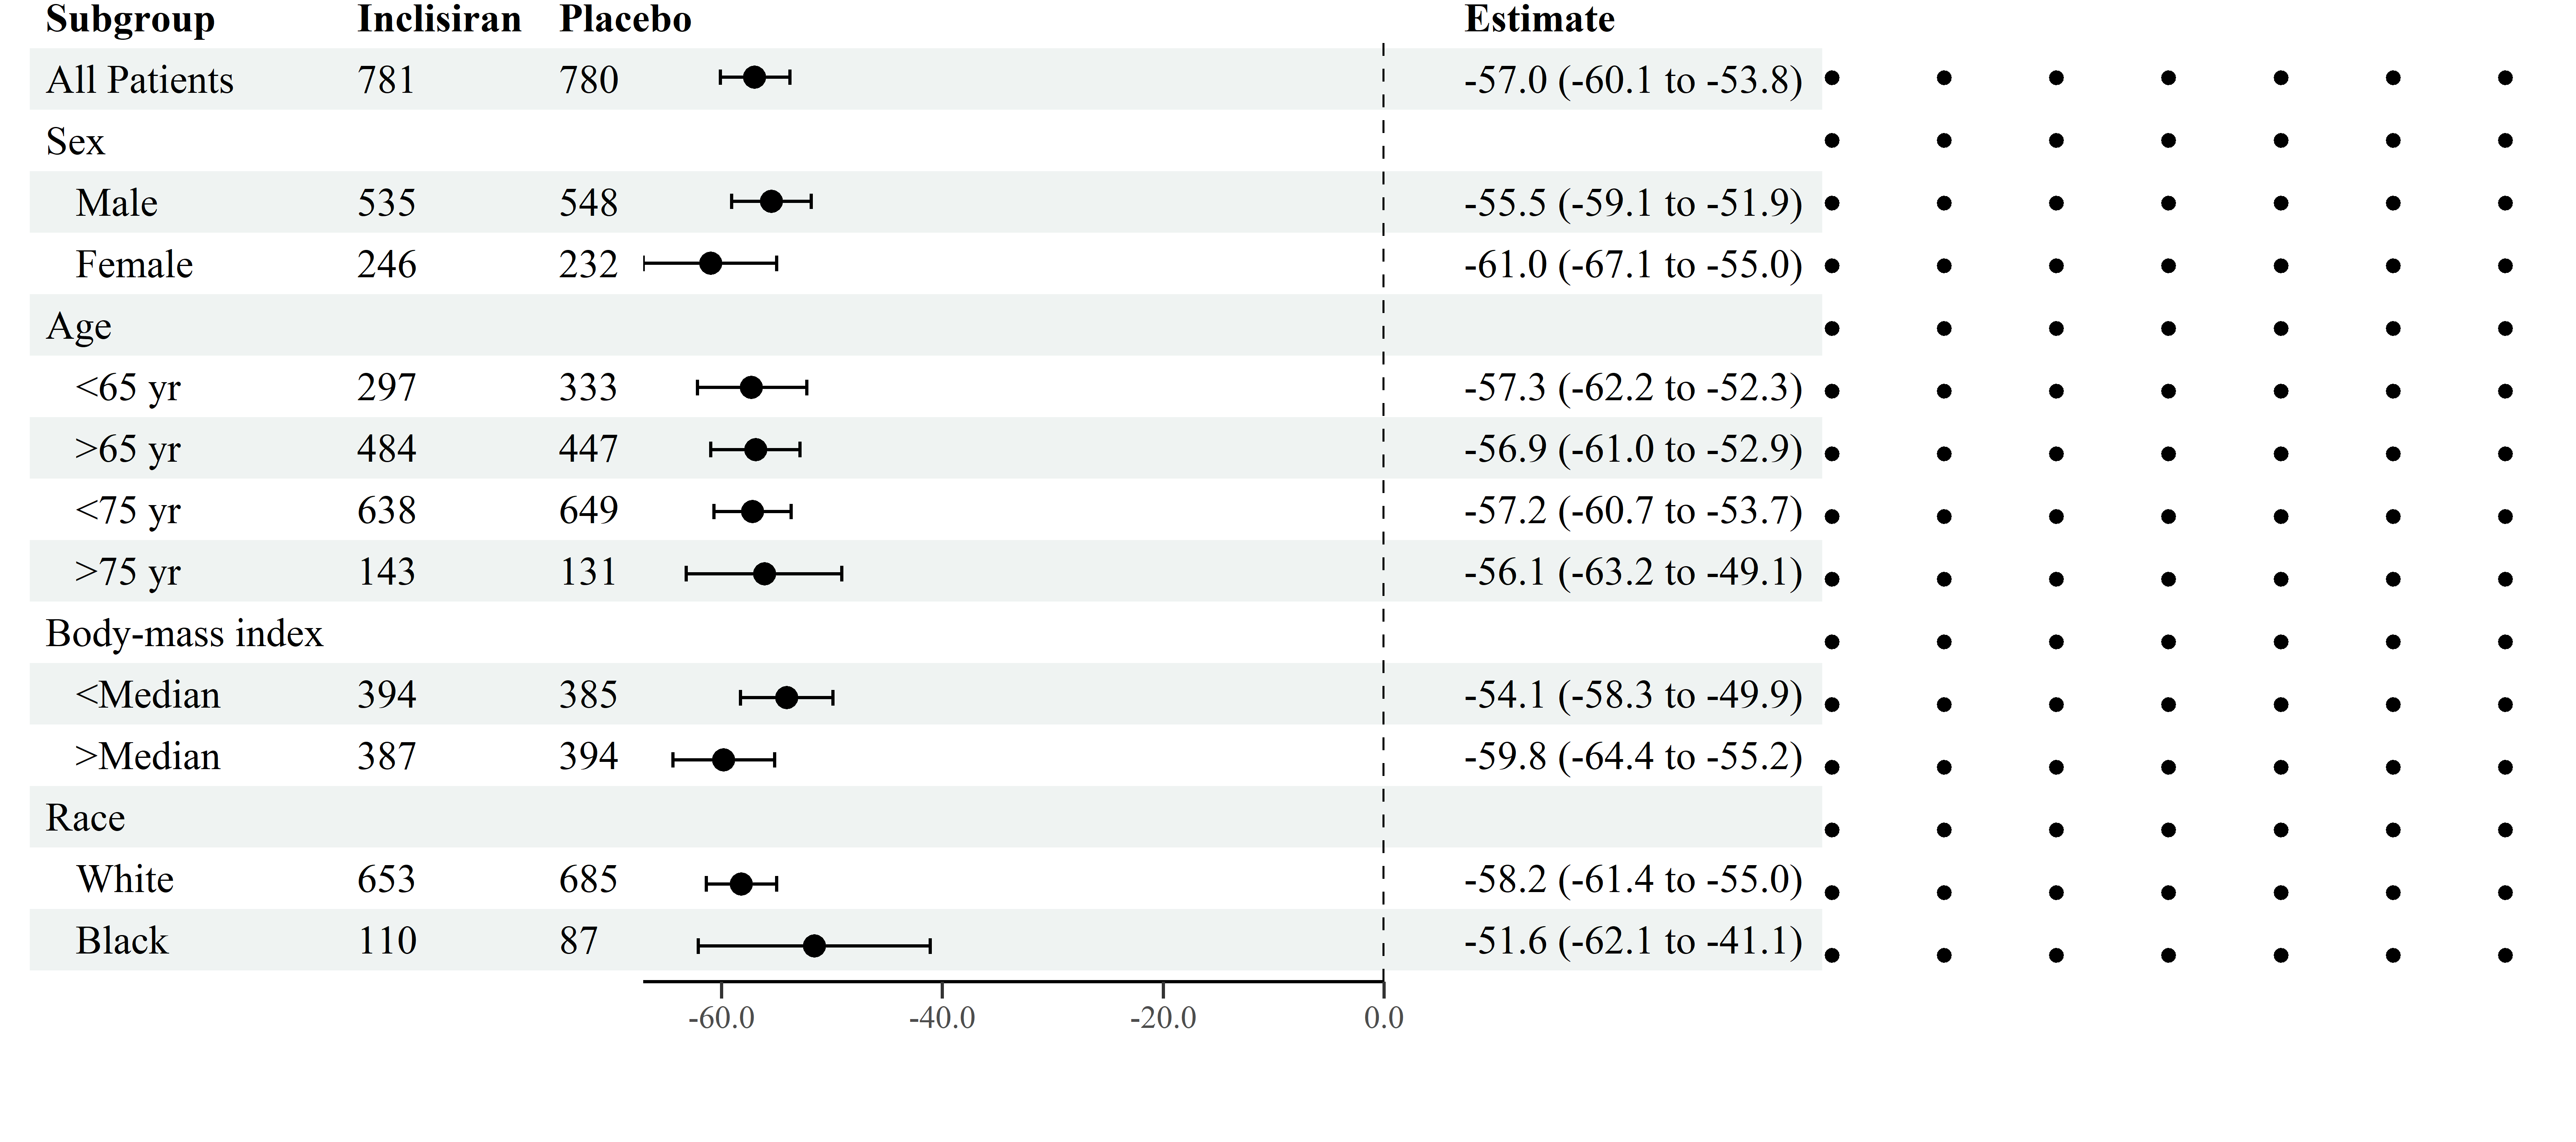 Subgroup Inclisiran Placebo Estimate
All Patients 781 780 -57.0 (-60.1 to -53.8)
Sex
Male 535 548 -55.5 (-59.1 to -51.9)
Female 246 232 -61.0 (-67.1 to -55.0)
Age
<65 yr 297 333 -57.3 (-62.2 to -52.3)
>65 yr 484 447 -56.9 (-61.0 to -52.9)
<75 yr 638 649 -57.2 (-60.7 to -53.7)
>75 yr 143 131 -56.1 (-63.2 to -49.1)
Body-mass index
<Median 394 385 -54.1 (-58.3 to -49.9)
>Median 387 394 -59.8 (-64.4 to -55.2)
Race
White 653 685 -58.2 (-61.4 to -55.0)
Black 110 87 -51.6 (-62.1 to -41.1)
-60.0 -40.0 -20.0 0.0